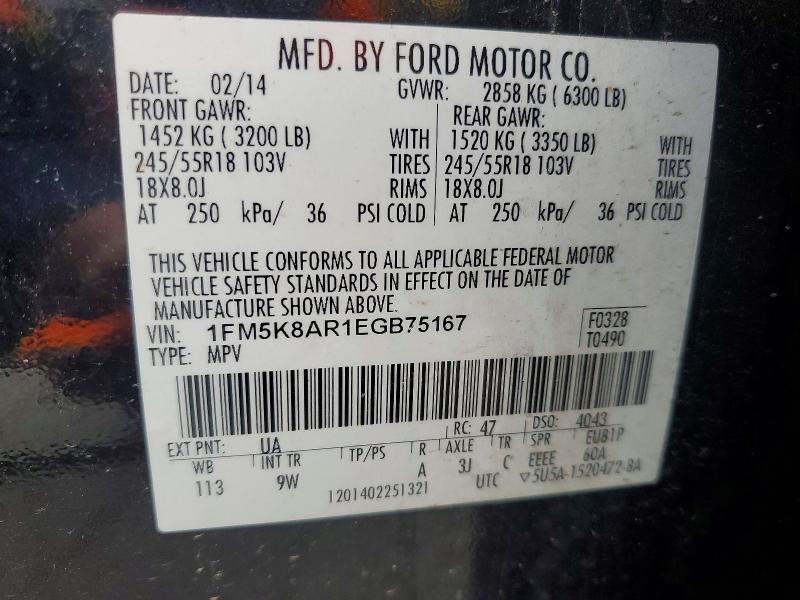 MFD. BY FORD MOTOR CO.
DATE: 02/14 GVWR: 2858 KG ( 6300 LB)
FRONT GAWR: REAR GAWR:
1452 KG ( 3200 LB) WITH 1520 KG ( 3350 LB) WITH
245/55R18 103V TIRES 245/55R18 103V TIRES
18X8.0J RIMS 18X8.0J RIMS
AT 250 kPa/ 36 PSI COLD AT 250 kPa/ 36 PSI COLD
THIS VEHICLE CONFORMS TO ALL APPLICABLE FEDERAL MOTOR
VEHICLE SAFETY STANDARDS IN EFFECT ON THE DATE OF
MANUFACTURE SHOWN ABOVE.
VIN: 1FM5K8AR1EGB75167 F0328
TYPE: MPV T0490
EXT PNT: UA RC: 47 DSO: 4043
WB INT TR TP/PS R AXLE TR SPR EU81P
113 9W A 3J C EEEE 60A
1201402251321 UTC ▽5U5A-1520472-BA